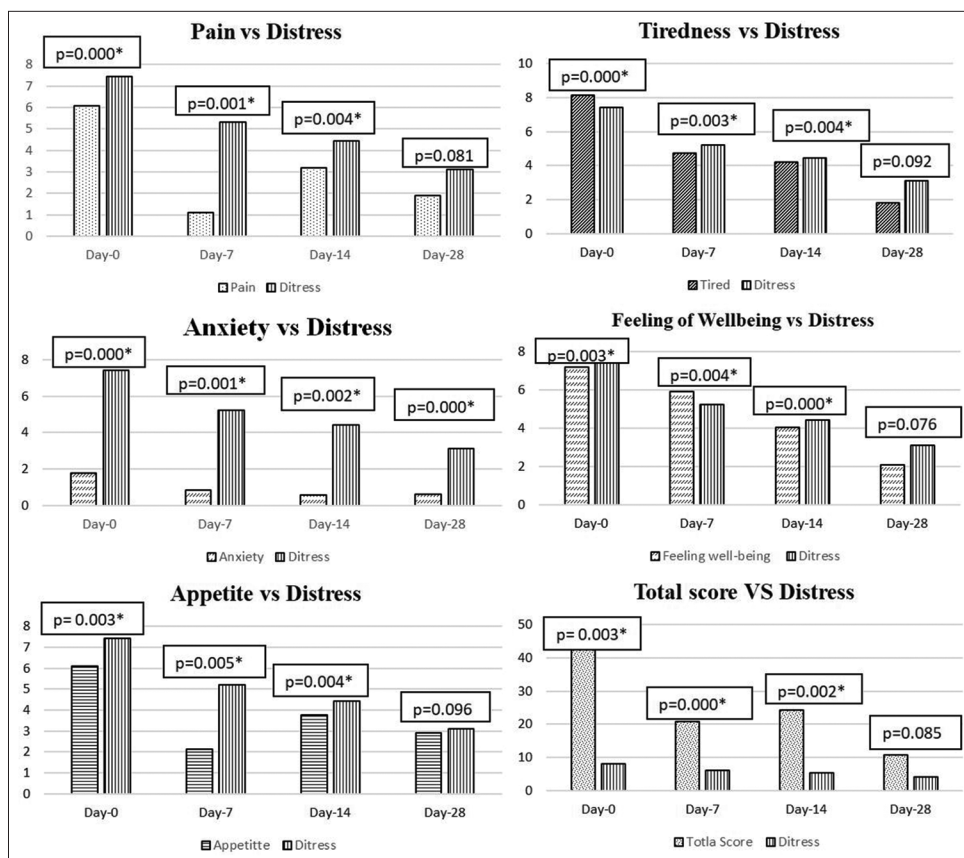 Pain vs Distress
p=0.000*
p=0.001*
p=0.004*
p=0.081
8
7
6
5
4
3
2
1
0
Day-0 Day-7 Day-14 Day-28
Pain Ditress
Tiredness vs Distress
p=0.000*
p=0.003*
p=0.004*
p=0.092
10
8
6
4
2
0
Day-0 Day-7 Day-14 Day-28
Tired Ditress
Anxiety vs Distress
p=0.000*
p=0.001*
p=0.002*
p=0.000*
8
6
4
2
0
Day-0 Day-7 Day-14 Day-28
Anxiety Ditress
Feeling of Wellbeing vs Distress
p=0.003*
p=0.004*
p=0.000*
p=0.076
8
6
4
2
0
Day-0 Day-7 Day-14 Day-28
Feeling well-being Ditress
Appetite vs Distress
p= 0.003*
p=0.005*
p=0.004*
p=0.096
8
7
6
5
4
3
2
1
0
Day-0 Day-7 Day-14 Day-28
Appetitte Ditress
Total score VS Distress
p= 0.003*
p=0.000*
p=0.002*
p=0.085
50
40
30
20
10
0
Day-0 Day-7 Day-14 Day-28
Totla Score Ditress